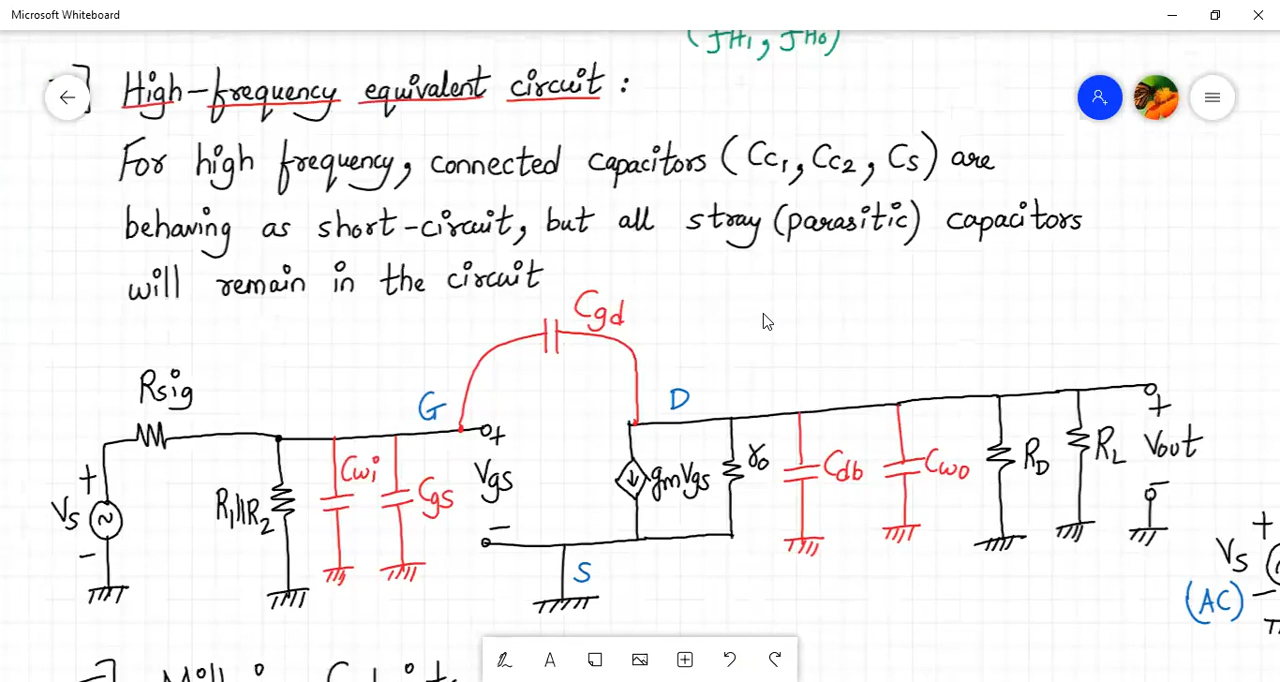 Microsoft Whiteboard
(fHi, fHo)
High-frequency equivalent circuit :
For high frequency, connected capacitors (Cc1, Cc2, Cs) are
behaving as short-circuit, but all stray (parasitic) capacitors
will remain in the circuit
Cgd
Rsig
G
D
+
Vs
-
R1||R2
Cwi
Cgs
+
Vgs
-
gmVgs
ro
Cdb
Cwo
RD
RL
+
Vout
-
S
+
Vs
-
(AC)
A